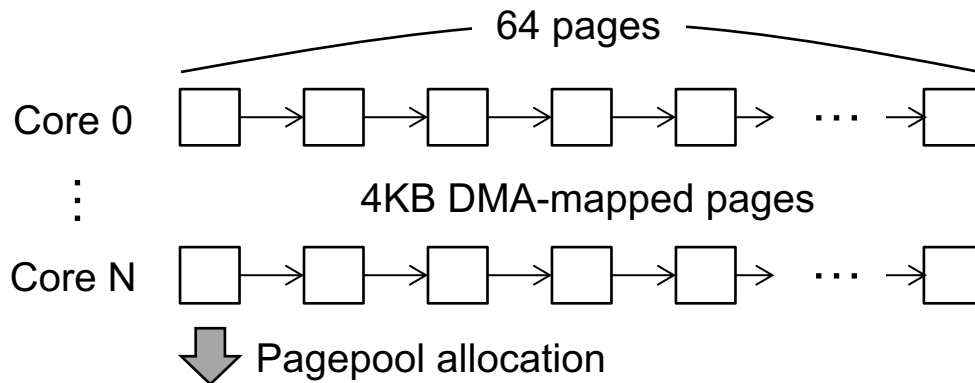 64 pages
Core 0
...
⋮
4KB DMA-mapped pages
Core N
...
Pagepool allocation